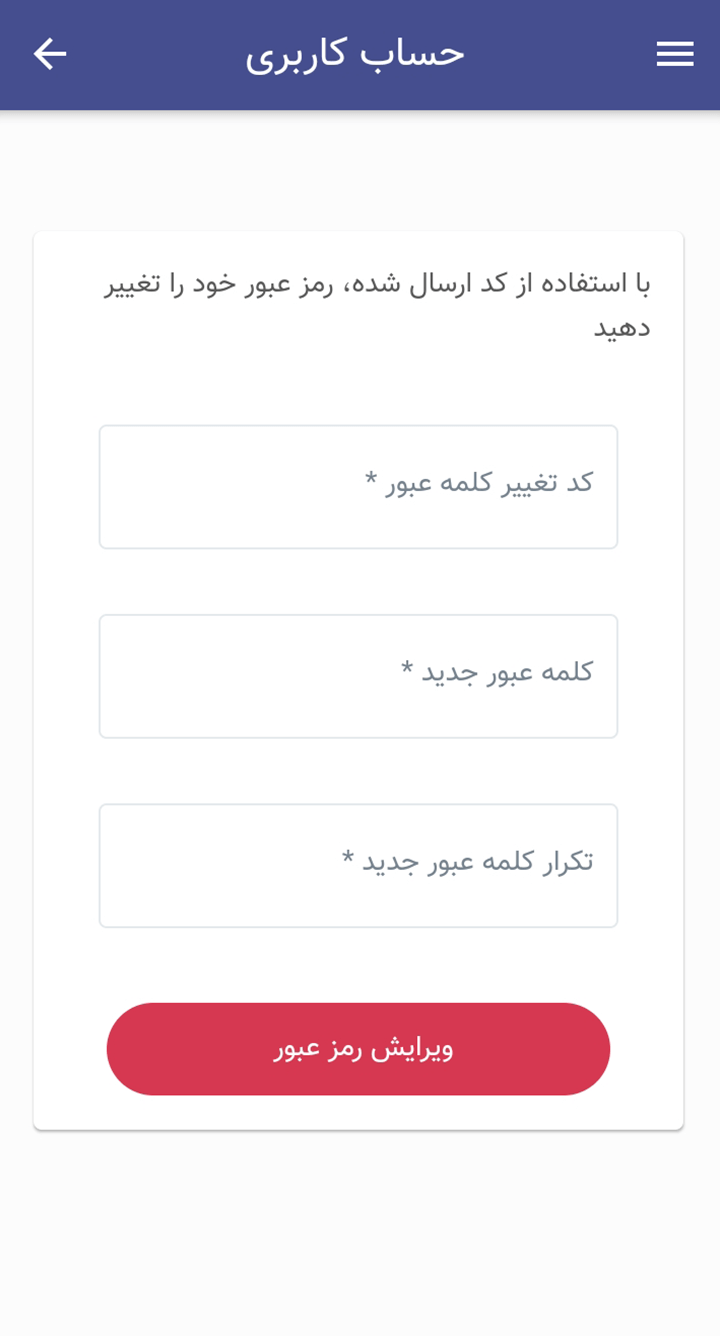 حساب کاربری
با استفاده از کد ارسال شده، رمز عبور خود را تغییر
دهید
کد تغییر کلمه عبور *
کلمه عبور جدید *
تکرار کلمه عبور جدید *
ویرایش رمز عبور